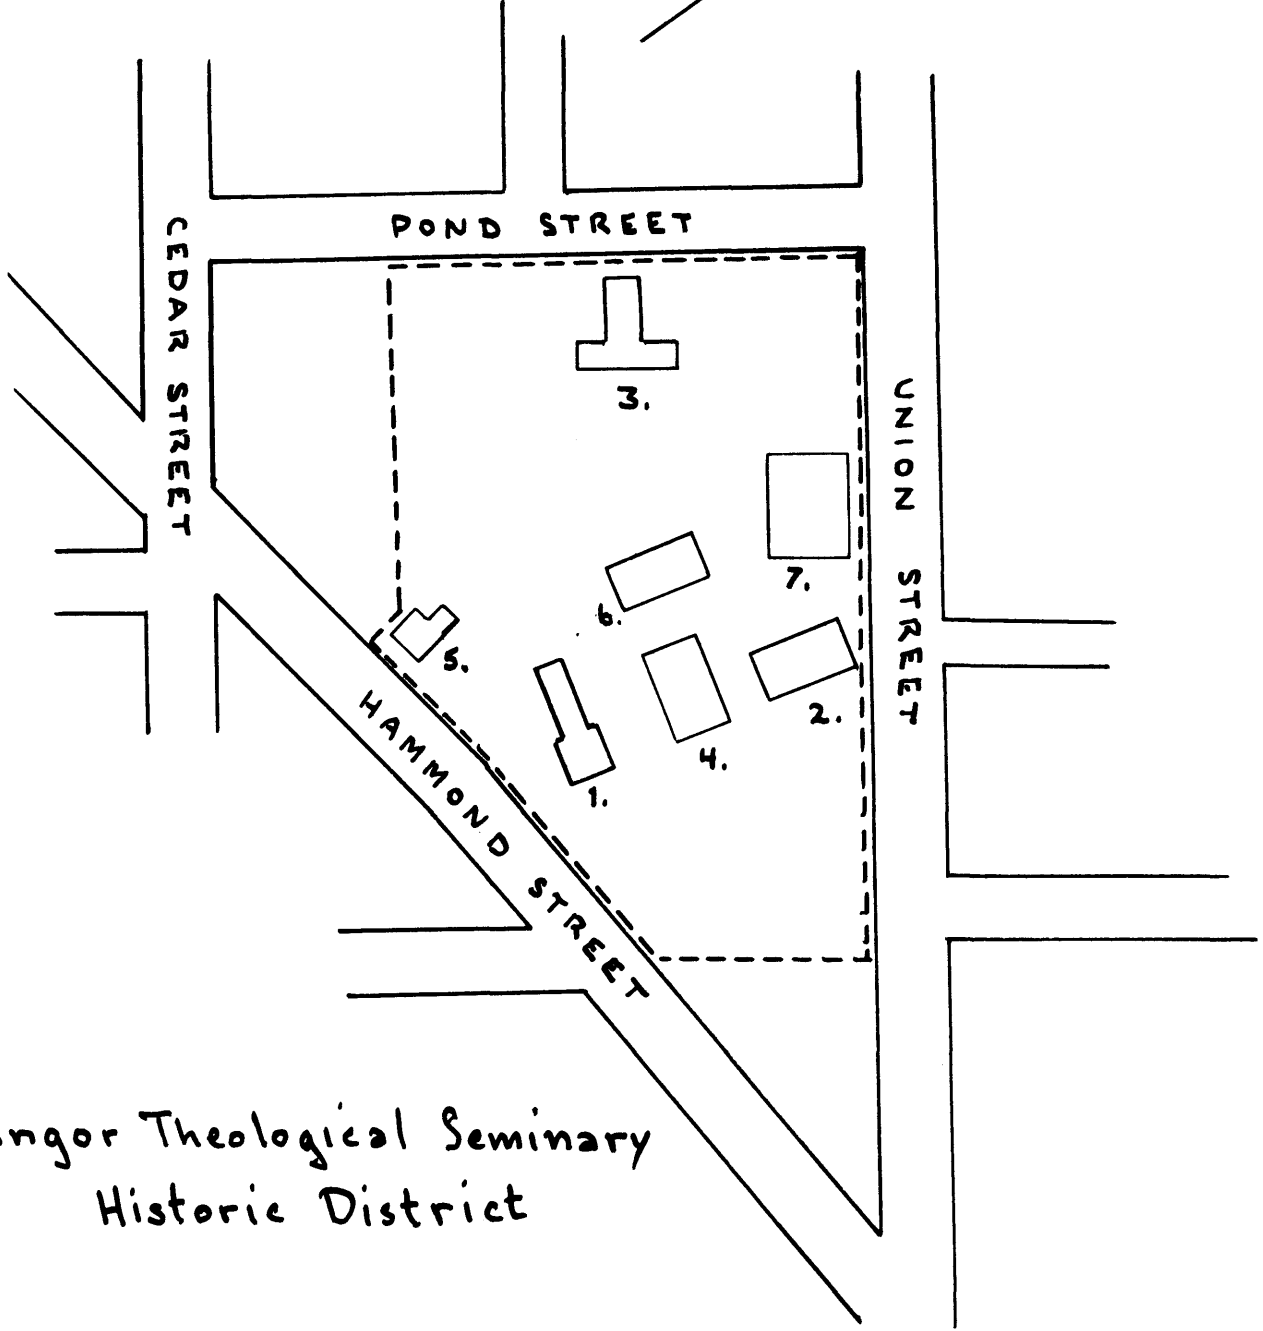 POND STREET
CEDAR STREET
3.
UNION STREET
7.
6.
5.
2.
4.
1.
HAMMOND STREET
ngor Theological Seminary
Historic District